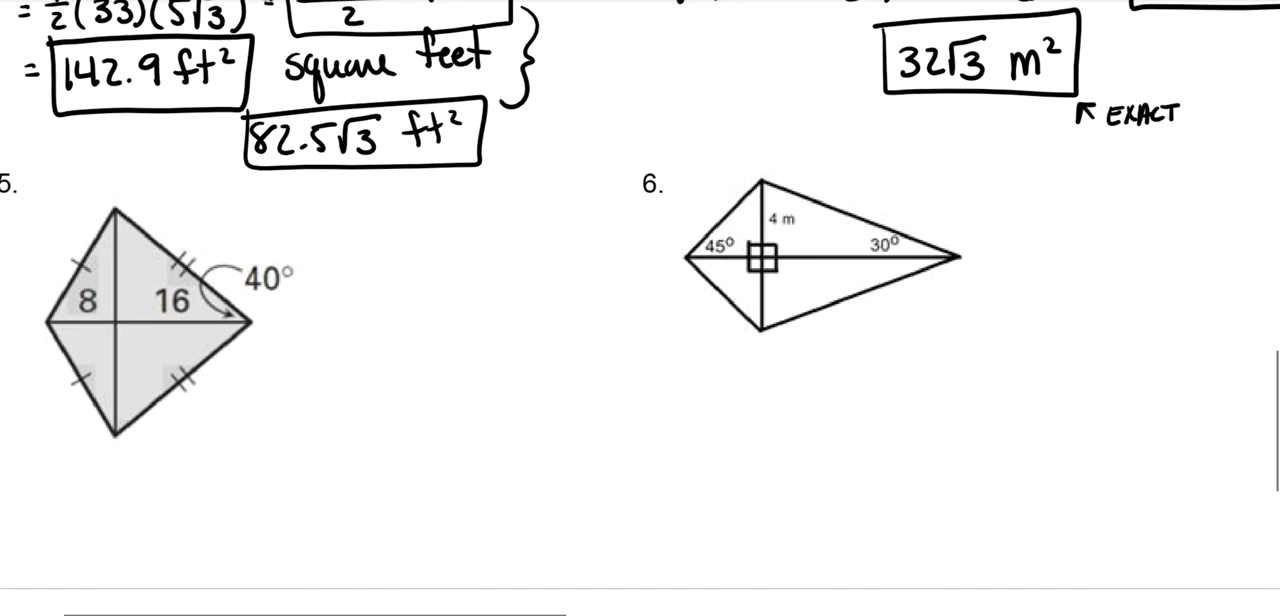 = 1/2 (33)(5√3) =
2
= 142.9 ft² square feet }
82.5√3 ft²
32√3 m²
↖ EXACT
5.
8 16 40°
6.
4 m
45° 30°